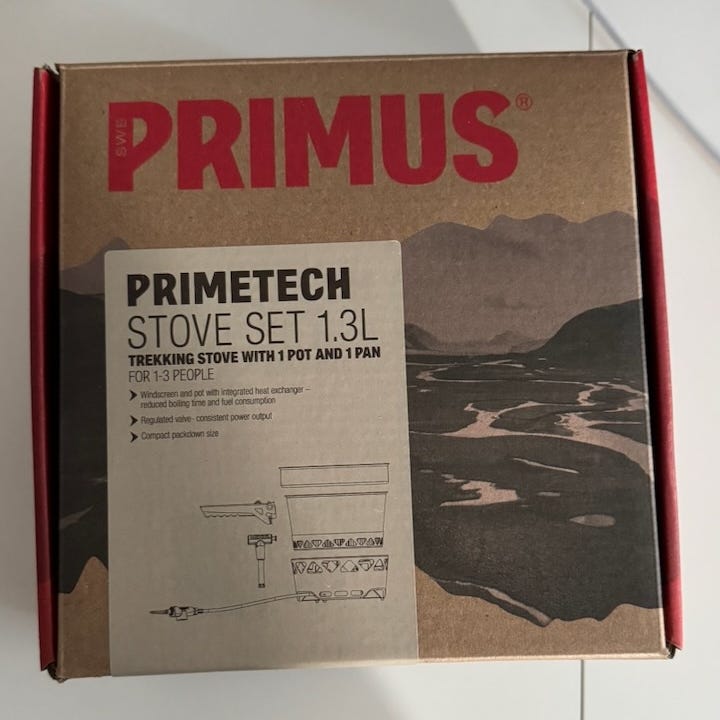 SWE PRIMUS®
PRIMETECH
STOVE SET 1.3L
TREKKING STOVE WITH 1 POT AND 1 PAN
FOR 1-3 PEOPLE
Windscreen and pot with integrated heat exchanger –
reduced boiling time and fuel consumption
Regulated valve- consistent power output
Compact packdown size